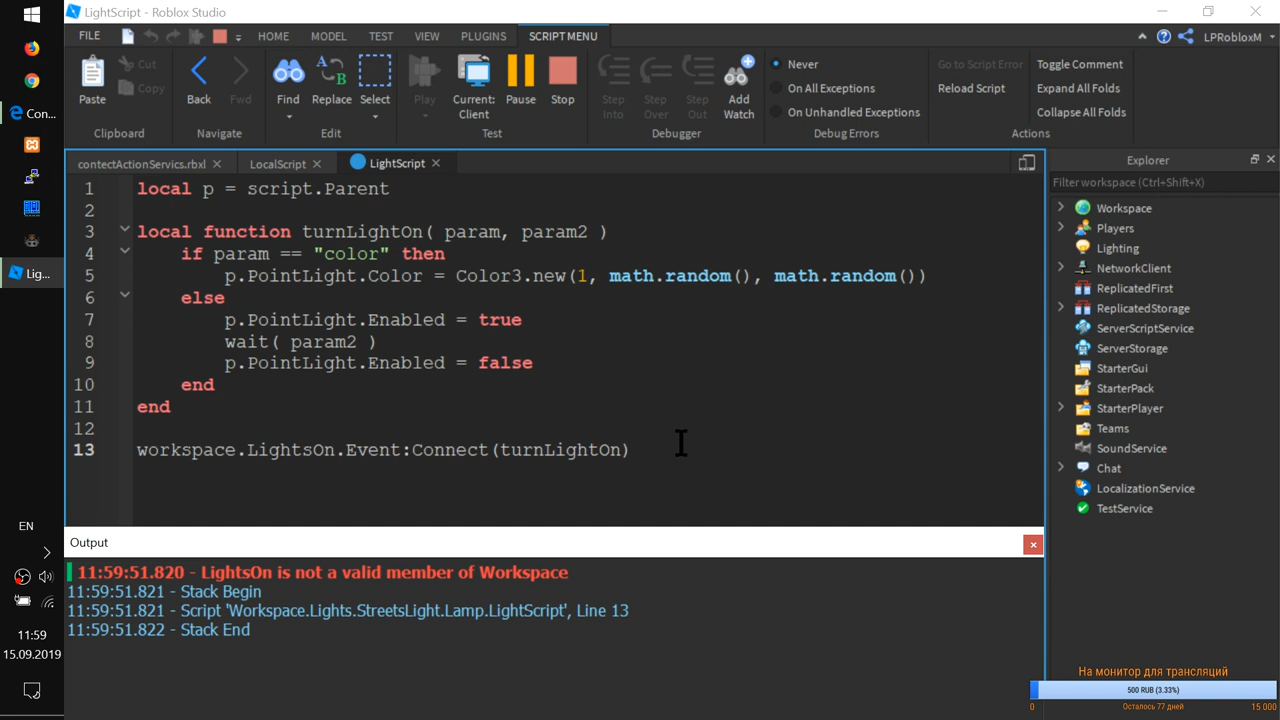 LightScript - Roblox Studio
FILE HOME MODEL TEST VIEW PLUGINS SCRIPT MENU LPRobloxM
Paste
Cut
Copy
Clipboard
Back
Fwd
Navigate
Find
Replace
Select
Edit
Play
Current:
Client
Pause
Stop
Test
Step
Into
Step
Over
Step
Out
Add
Watch
Debugger
Never
On All Exceptions
On Unhandled Exceptions
Debug Errors
Go to Script Error
Reload Script
Toggle Comment
Expand All Folds
Collapse All Folds
Actions
contectActionServics.rbxl LocalScript LightScript
1 local p = script.Parent
2
3 local function turnLightOn( param, param2 )
4 if param == "color" then
5 p.PointLight.Color = Color3.new(1, math.random(), math.random())
6 else
7 p.PointLight.Enabled = true
8 wait( param2 )
9 p.PointLight.Enabled = false
10 end
11 end
12
13 workspace.LightsOn.Event:Connect(turnLightOn)
Output
11:59:51.820 - LightsOn is not a valid member of Workspace
11:59:51.821 - Stack Begin
11:59:51.821 - Script 'Workspace.Lights.StreetsLight.Lamp.LightScript', Line 13
11:59:51.822 - Stack End
Explorer
Filter workspace (Ctrl+Shift+X)
Workspace
Players
Lighting
NetworkClient
ReplicatedFirst
ReplicatedStorage
ServerScriptService
ServerStorage
StarterGui
StarterPack
StarterPlayer
Teams
SoundService
Chat
LocalizationService
TestService
На монитор для трансляций
500 RUB (3.33%)
0 Осталось 77 дней 15 000
Con...
Lig...
EN
11:59
15.09.2019